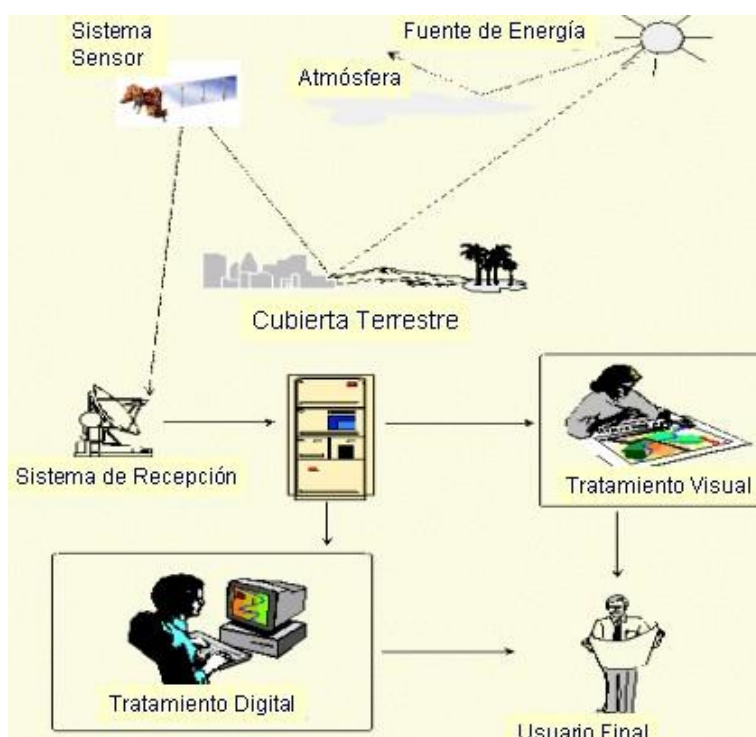 Sistema
Sensor
Fuente de Energía
Atmósfera
Cubierta Terrestre
Sistema de Recepción
Tratamiento Visual
Tratamiento Digital
Usuario Final